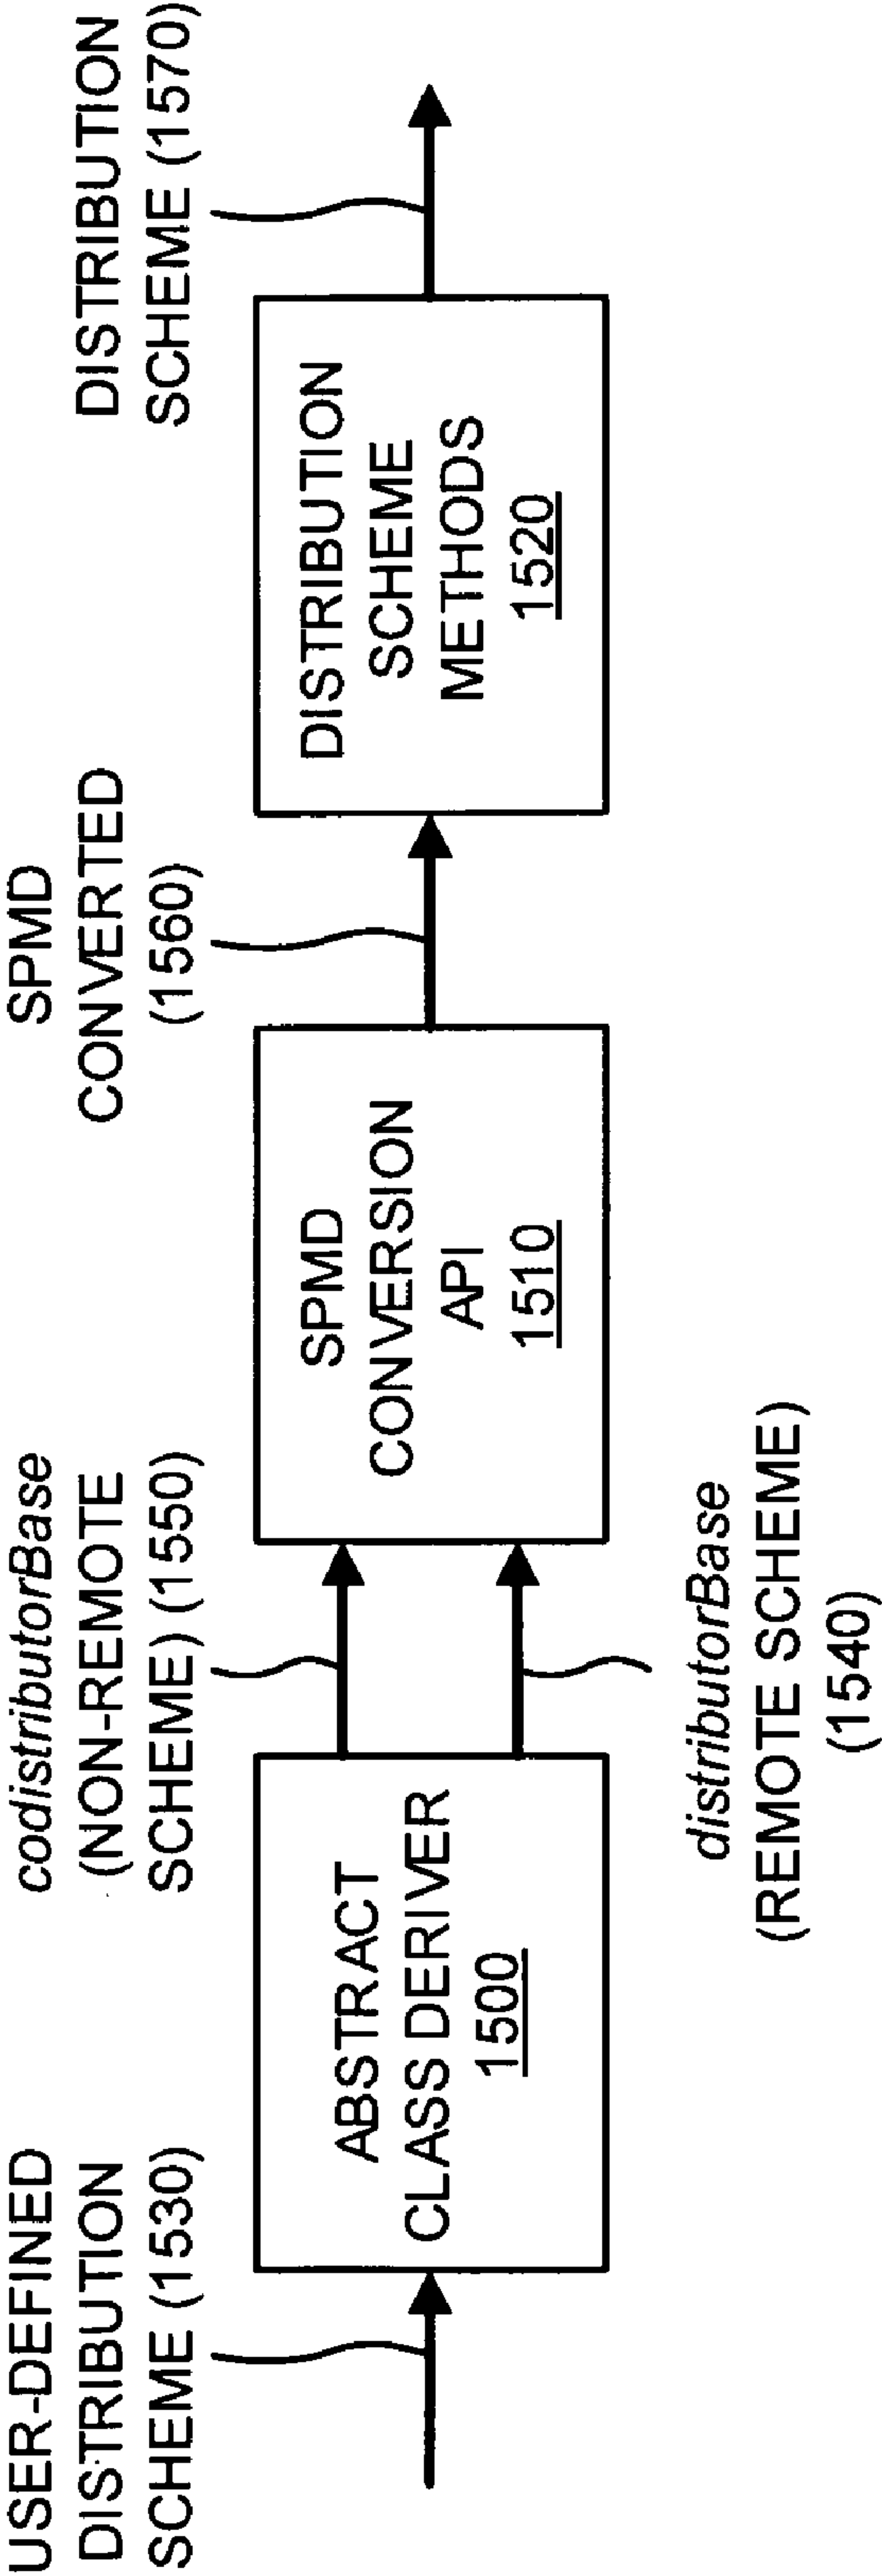 USER-DEFINED
DISTRIBUTION
SCHEME (1530)
ABSTRACT
CLASS DERIVER
1500
codistributorBase
(NON-REMOTE
SCHEME) (1550)
distributorBase
(REMOTE SCHEME)
(1540)
SPMD
CONVERSION
API
1510
SPMD
CONVERTED
(1560)
DISTRIBUTION
SCHEME
METHODS
1520
DISTRIBUTION
SCHEME (1570)